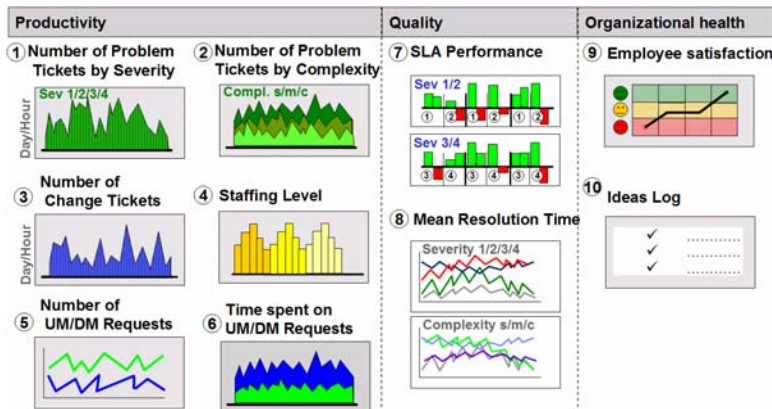 Productivity
Quality
Organizational health
1 Number of Problem
Tickets by Severity
Sev 1/2/3/4
Day/Hour
2 Number of Problem
Tickets by Complexity
Compl. s/m/c
3 Number of
Change Tickets
Day/Hour
4 Staffing Level
Number of
5 UM/DM Requests
Time spent on
6 UM/DM Requests
7 SLA Performance
Sev 1/2
1 2 1 2 1 2
Sev 3/4
3 4 3 4 3 4
8 Mean Resolution Time
Severity 1/2/3/4
Complexity s/m/c
9 Employee satisfaction
10
Ideas Log